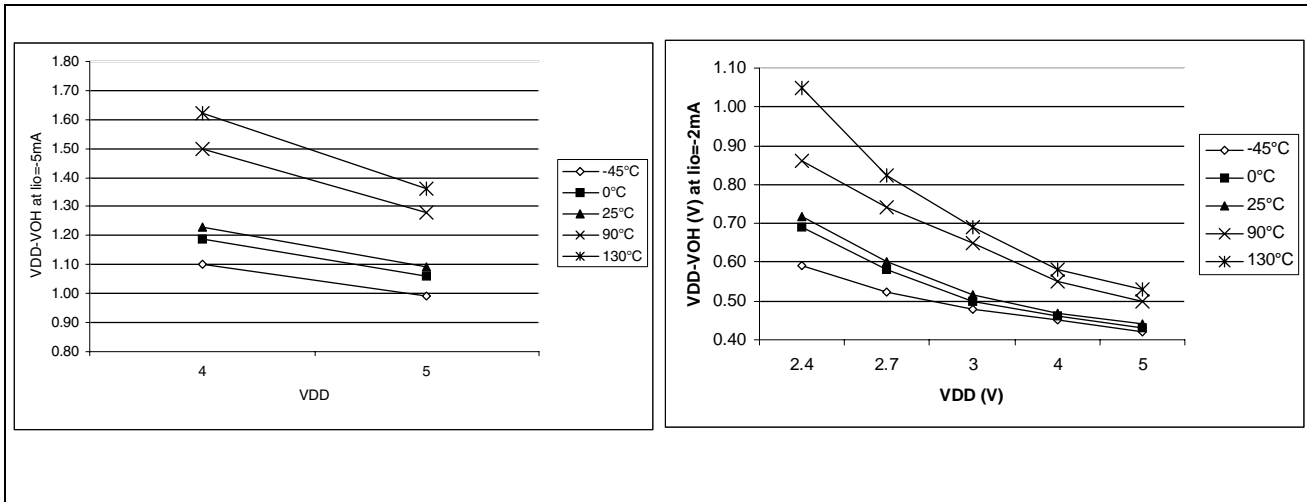 VDD-VOH at Iio=-5mA
1.80
1.70
1.60
1.50
1.40
1.30
1.20
1.10
1.00
0.90
0.80
4
5
VDD
-45°C
0°C
25°C
90°C
130°C
VDD-VOH (V) at Iio=-2mA
1.10
1.00
0.90
0.80
0.70
0.60
0.50
0.40
2.4
2.7
3
4
5
VDD (V)
-45°C
0°C
25°C
90°C
130°C